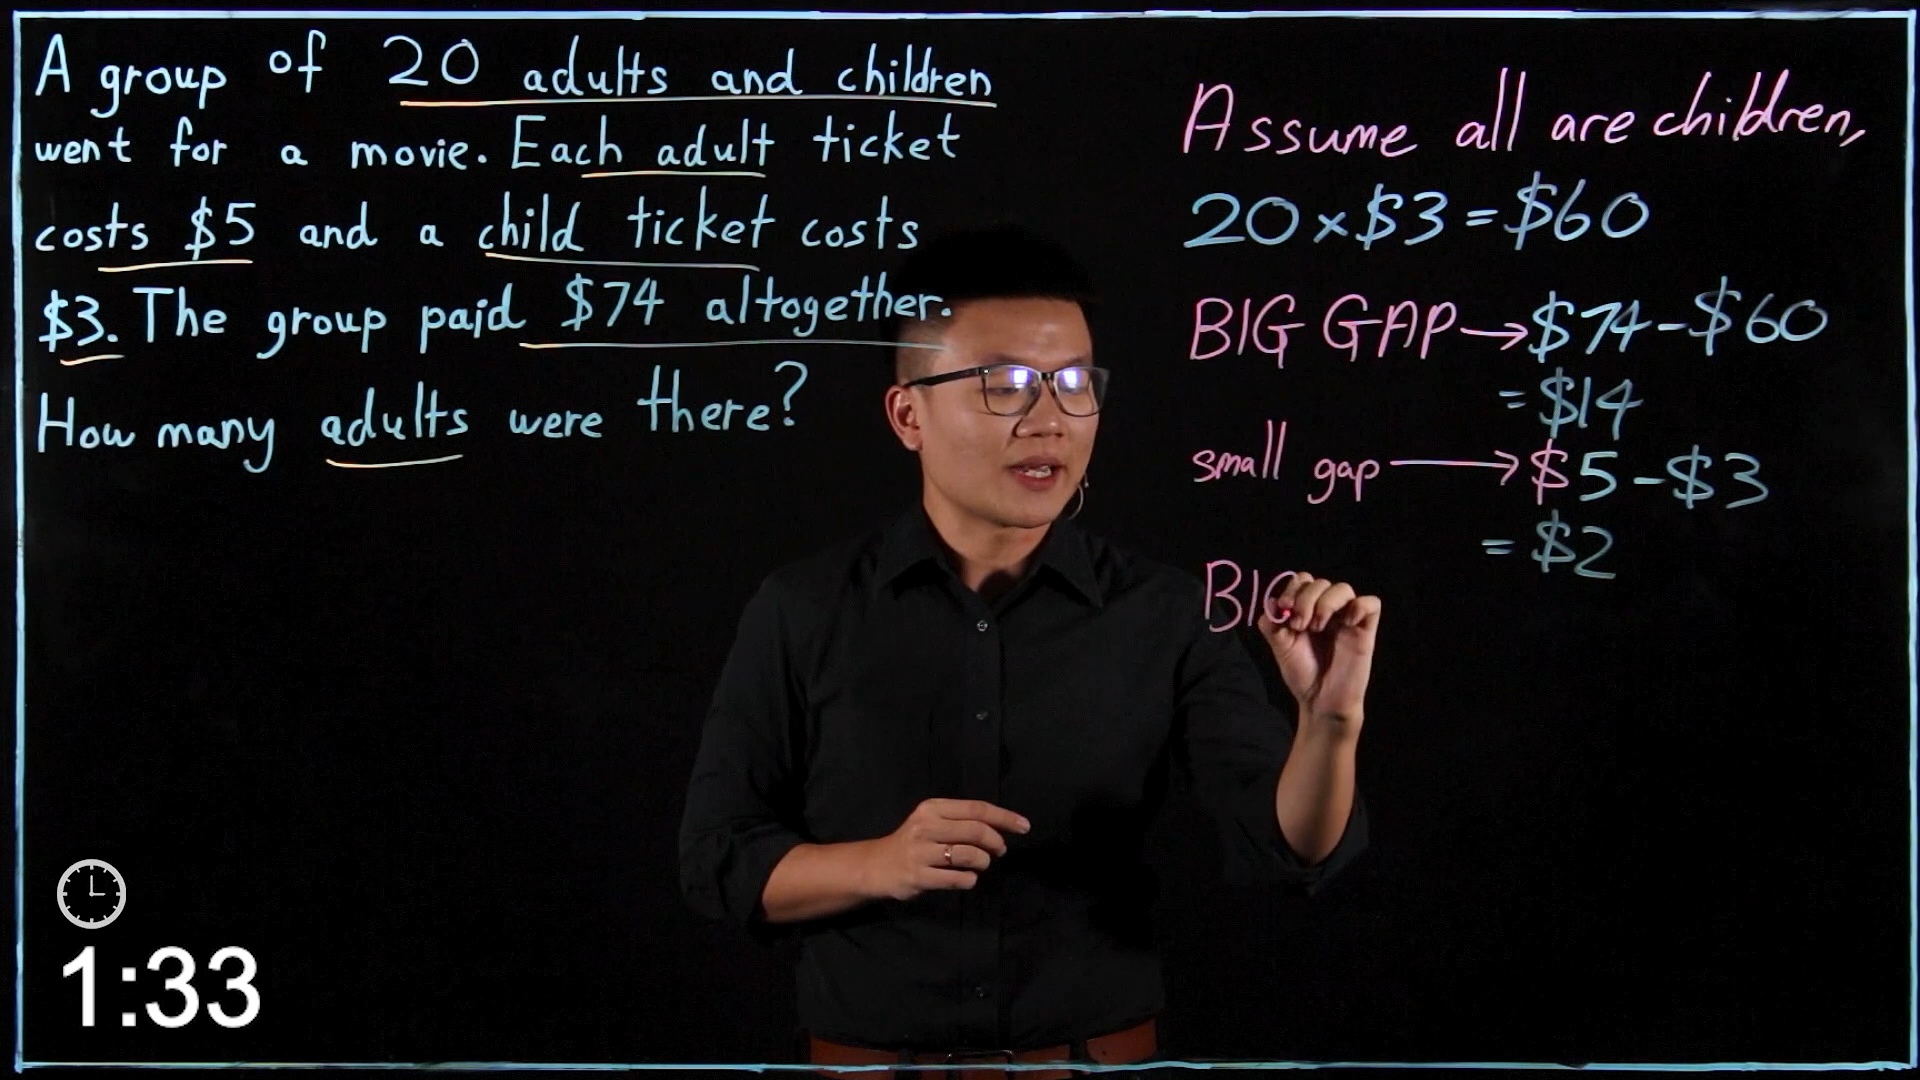 A group of 20 adults and children
went for a movie. Each adult ticket
costs $5 and a child ticket costs
$3. The group paid $74 altogether.
How many adults were there?
Assume all are children,
20 × $3 = $60
BIG GAP → $74 - $60
= $14
small gap → $5 - $3
= $2
BIG
1:33